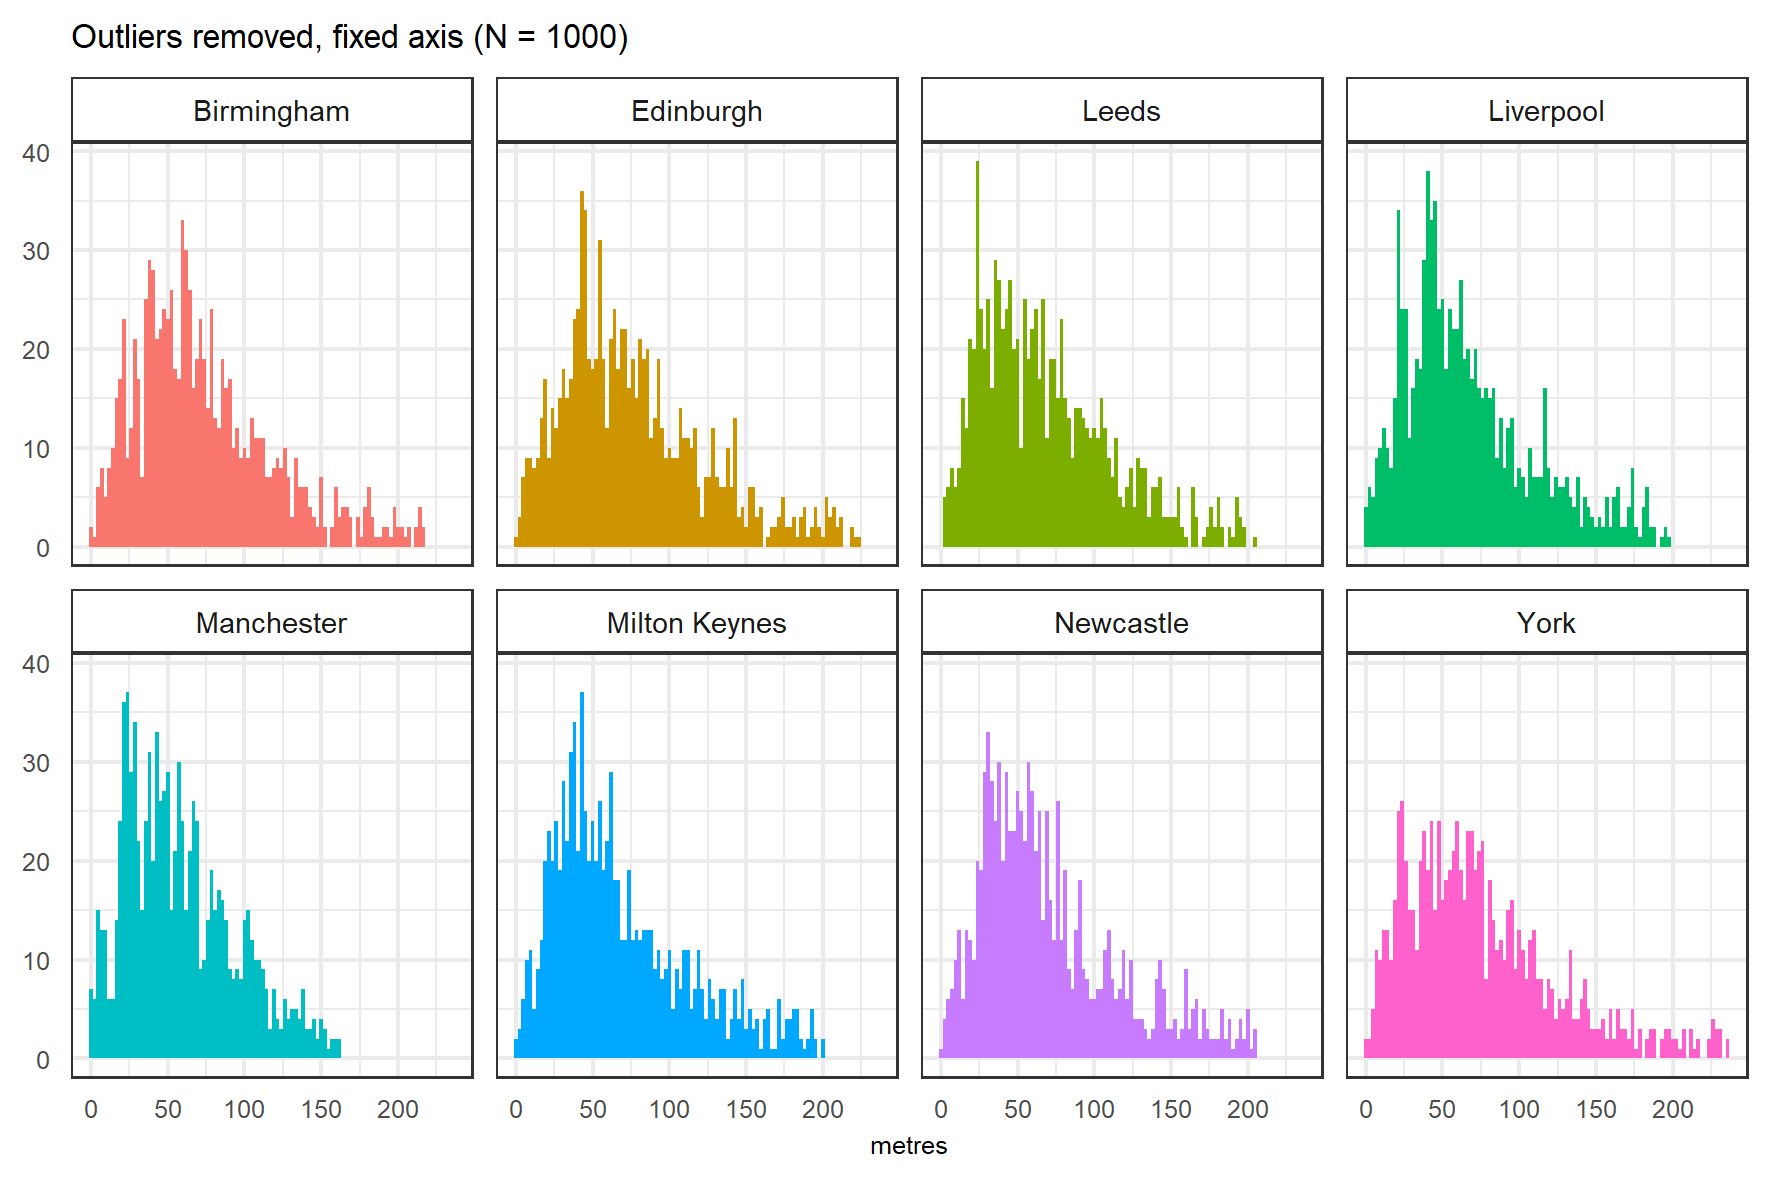 Outliers removed, fixed axis (N = 1000)
Birmingham Edinburgh Leeds Liverpool
40
30
20
10
0
Manchester Milton Keynes Newcastle York
40
30
20
10
0
0 50 100 150 200 0 50 100 150 200 0 50 100 150 200 0 50 100 150 200
metres